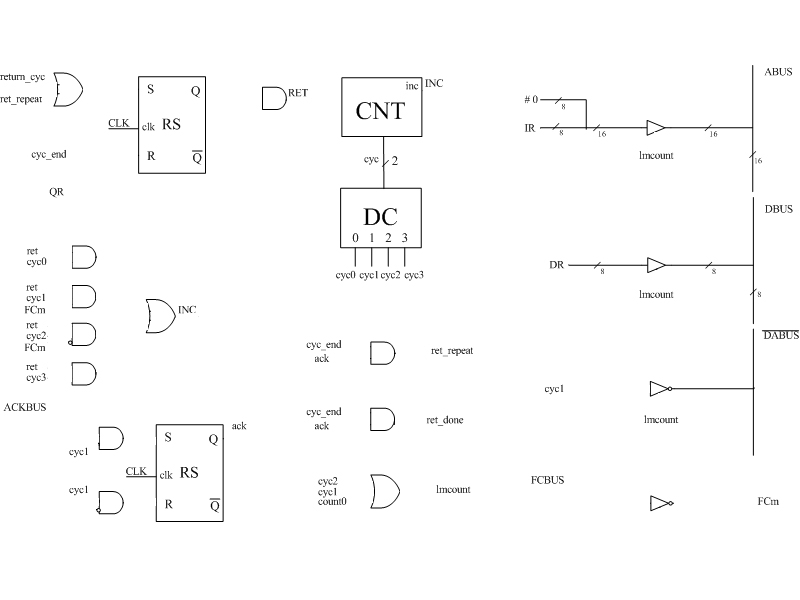 return_cyc
ret_repeat
cyc_end
QR
S
Q
CLK
clk
RS
R
Q
RET
inc
INC
CNT
cyc
2
DC
0 1 2 3
cyc0 cyc1 cyc2 cyc3
# 0
8
IR
8
16
16
lmcount
ABUS
16
DBUS
DR
8
8
lmcount
8
DABUS
cyc1
lmcount
FCBUS
FCm
ret
cyc0
ret
cyc1
FCm
ret
cyc2
FCm
ret
cyc3
INC
ACKBUS
cyc1
cyc1
S
Q
ack
CLK
clk
RS
R
Q
cyc_end
ack
ret_repeat
cyc_end
ack
ret_done
cyc2
cyc1
count0
lmcount